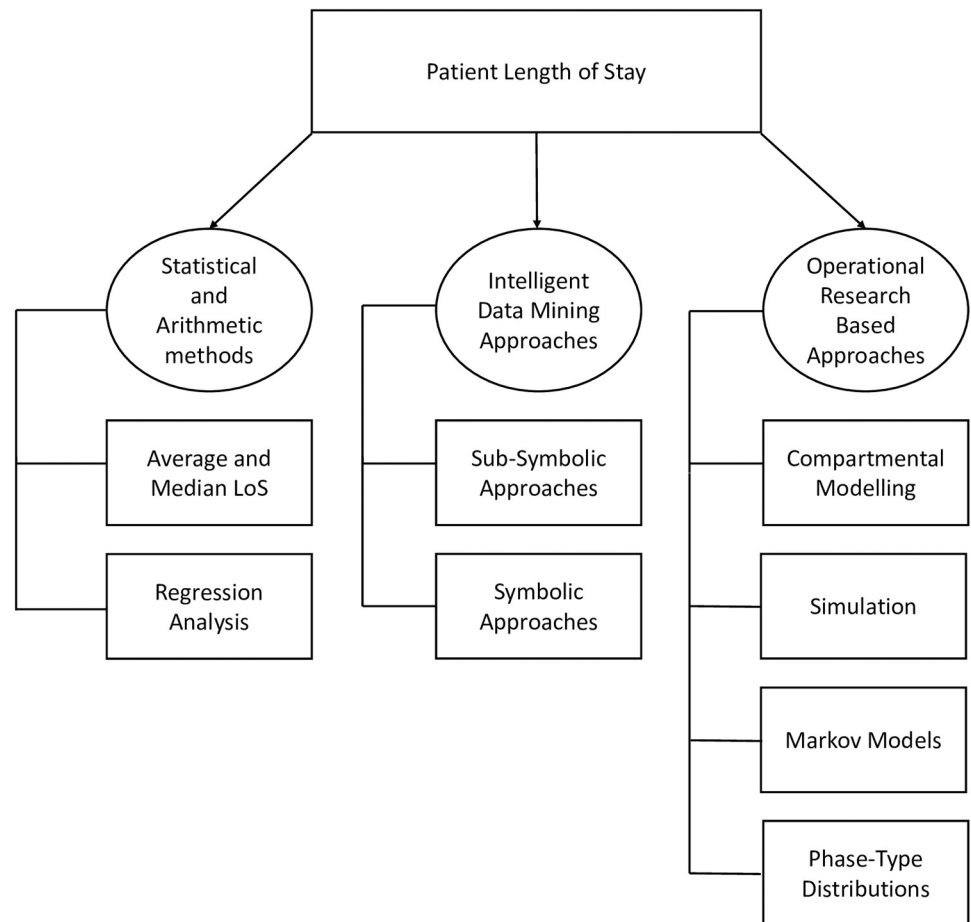 Patient Length of Stay
Statistical
and
Arithmetic
methods
Average and
Median LoS
Regression
Analysis
Intelligent
Data Mining
Approaches
Sub-Symbolic
Approaches
Symbolic
Approaches
Operational
Research
Based
Approaches
Compartmental
Modelling
Simulation
Markov Models
Phase-Type
Distributions